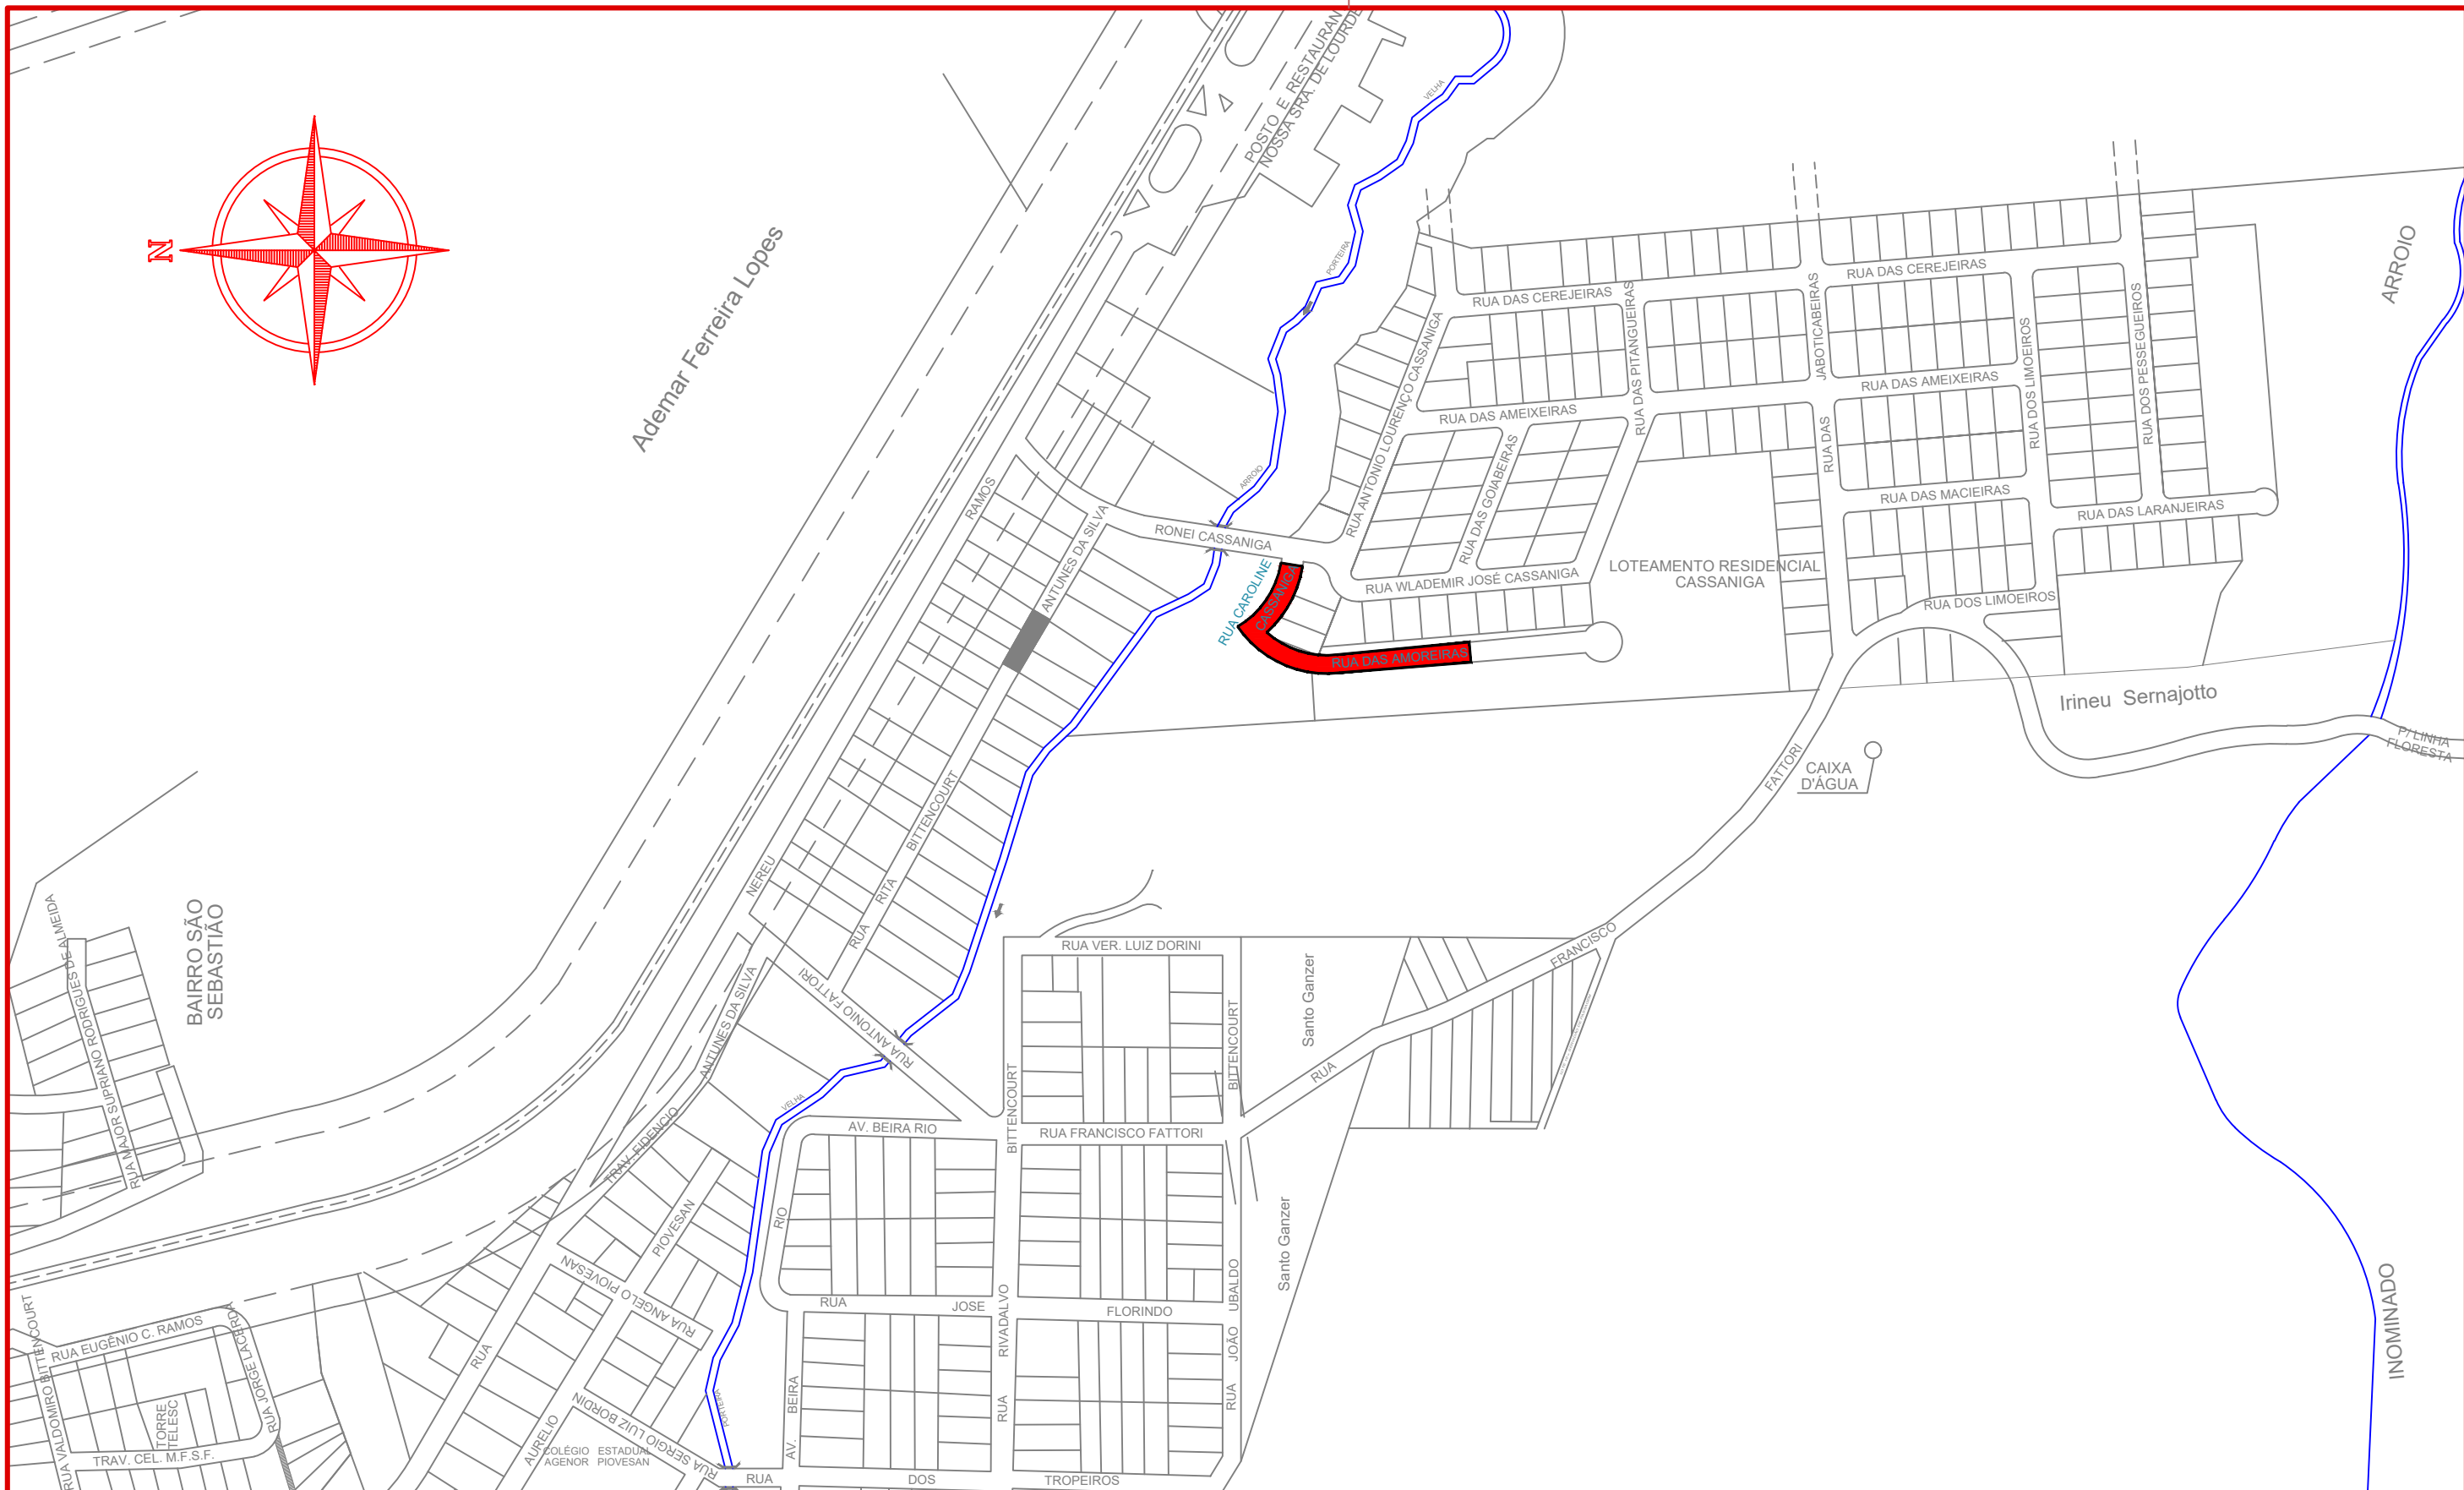 POSTO E RESTAURAN
NOSSA SRA. DE LOURDE
VELHA
N
Ademar Ferreira Lopes
PORTEIRA
ARROIO
ARROIO
RUA DAS CEREJEIRAS
RUA DAS CEREJEIRAS
RUA ANTONIO LOURENÇO CASSANIGA
RUA DAS PITANGUEIRAS
JABOTICABEIRAS
RUA DAS
RUA DOS LIMOEIROS
RUA DOS PESSEGUEIROS
RUA DAS AMEIXEIRAS
RUA DAS AMEIXEIRAS
RUA DAS GOIABEIRAS
RUA DAS MACIEIRAS
RUA DAS LARANJEIRAS
RAMOS
ANTUNES DA SILVA
RONEI CASSANIGA
RUA CAROLINE
CASSANIGA
RUA WLADEMIR JOSÉ CASSANIGA
LOTEAMENTO RESIDENCIAL
CASSANIGA
RUA DOS LIMOEIROS
RUA DAS AMOREIRAS
Irineu Sernajotto
P/ LINHA
FLORESTA
CAIXA
D'ÁGUA
FATTORI
BITTENCOURT
NEREU
RITA
RUA
BAIRRO SÃO
SEBASTIÃO
RUA MAJOR SUPRIANO RODRIGUES DE ALMEIDA
RUA VER. LUIZ DORINI
Santo Ganzer
FRANCISCO
RUA
ANTUNES DA SILVA
RUA ANTONIO FATTORI
BITTENCOURT
BITTENCOURT
VELHA
TRAV. FIDENCIO
AV. BEIRA RIO
RUA FRANCISCO FATTORI
Santo Ganzer
RIO
PIOVESAN
RUA ANGELO PIOVESAN
RUA
JOSE
FLORINDO
RIVADALVO
UBALDO
JOÃO
RUA
RUA
INOMINADO
RUA EUGÊNIO C. RAMOS
RUA VALDOMIRO BITTENCOURT
RUA JORGE LACERDA
TORRE
TELESC
TRAV. CEL. M.F.S.F.
RUA
AURELIO
RUA SERGIO LUIZ BORDIN
COLÉGIO ESTADUAL
AGENOR PIOVESAN
PORTEIRA
BEIRA
AV.
RUA
DOS
TROPEIROS